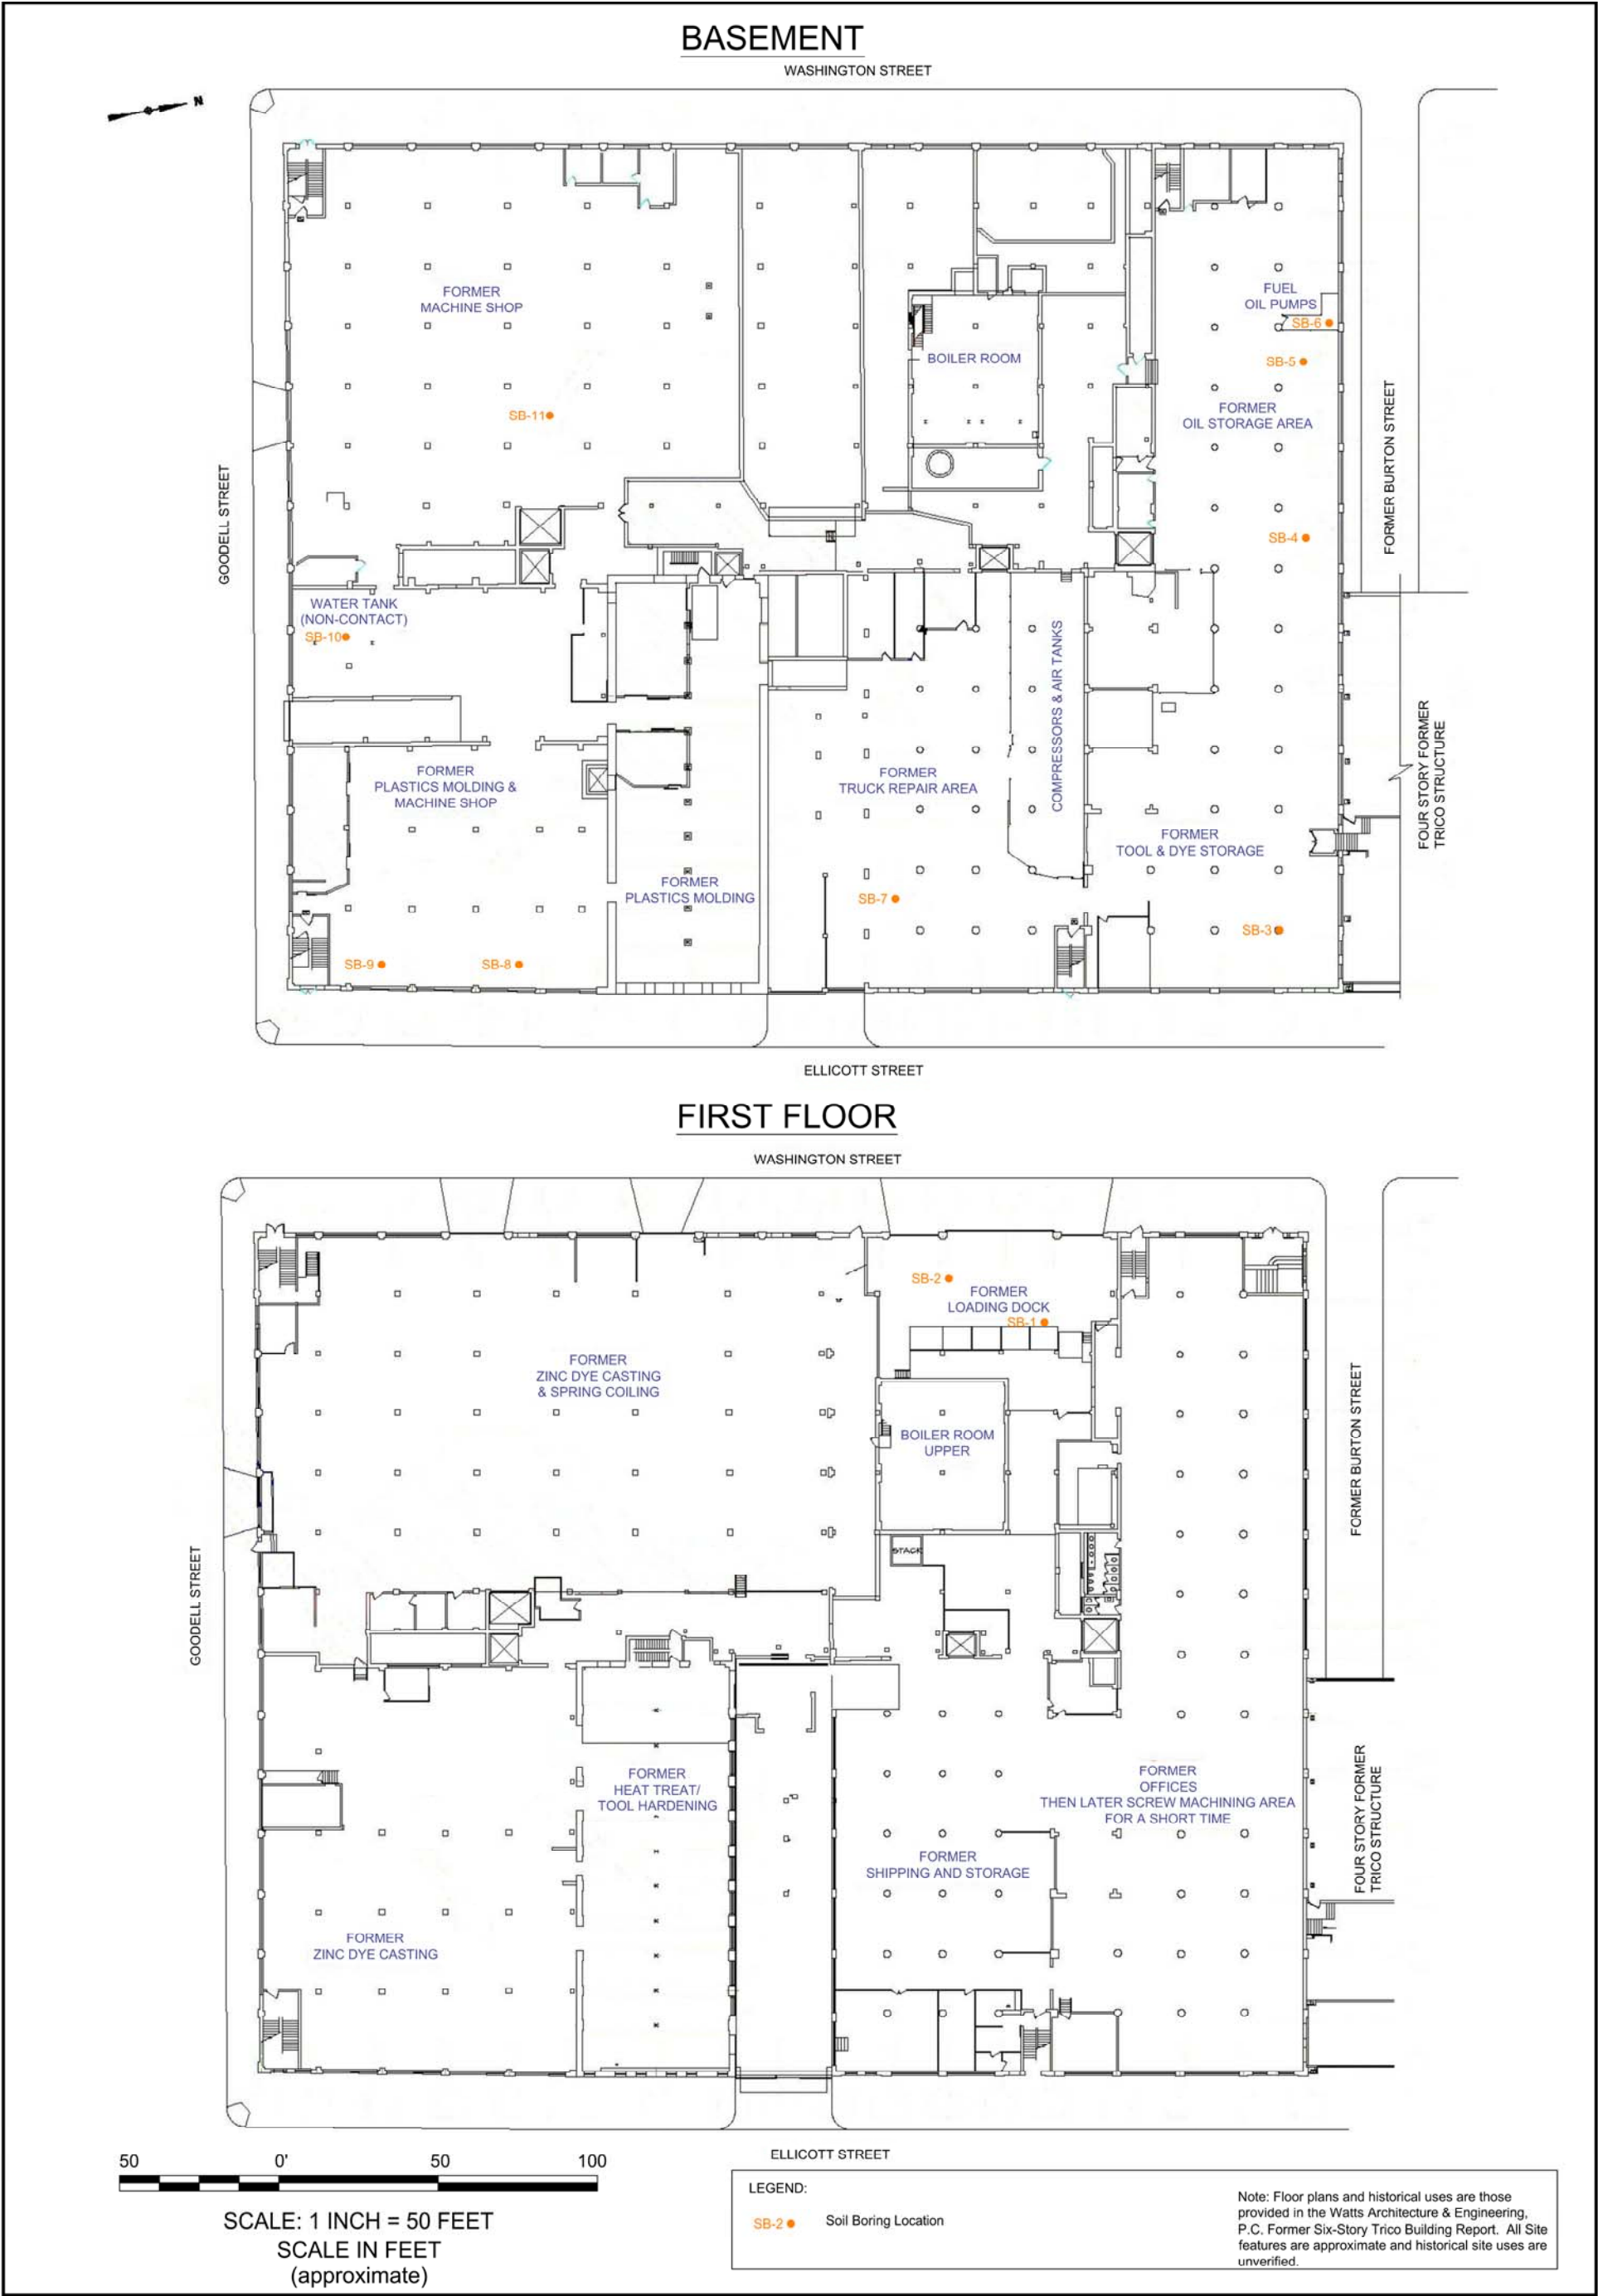 BASEMENT
WASHINGTON STREET
N
FORMER
MACHINE SHOP
FUEL
OIL PUMPS
SB-6
BOILER ROOM
SB-5
FORMER
OIL STORAGE AREA
SB-11
FORMER BURTON STREET
GOODELL STREET
SB-4
WATER TANK
(NON-CONTACT)
SB-10
COMPRESSORS & AIR TANKS
FOUR STORY FORMER
TRICO STRUCTURE
FORMER
PLASTICS MOLDING &
MACHINE SHOP
FORMER
TRUCK REPAIR AREA
FORMER
TOOL & DYE STORAGE
FORMER
PLASTICS MOLDING
SB-7
SB-3
SB-9
SB-8
ELLICOTT STREET
FIRST FLOOR
WASHINGTON STREET
SB-2
FORMER
LOADING DOCK
SB-1
FORMER
ZINC DYE CASTING
& SPRING COILING
BOILER ROOM
UPPER
FORMER BURTON STREET
STACK
GOODELL STREET
FORMER
HEAT TREAT/
TOOL HARDENING
FORMER
OFFICES
THEN LATER SCREW MACHINING AREA
FOR A SHORT TIME
FOUR STORY FORMER
TRICO STRUCTURE
FORMER
SHIPPING AND STORAGE
FORMER
ZINC DYE CASTING
ELLICOTT STREET
50 0' 50 100
SCALE: 1 INCH = 50 FEET
SCALE IN FEET
(approximate)
LEGEND:
SB-2 Soil Boring Location
Note: Floor plans and historical uses are those
provided in the Watts Architecture & Engineering,
P.C. Former Six-Story Trico Building Report. All Site
features are approximate and historical site uses are
unverified.